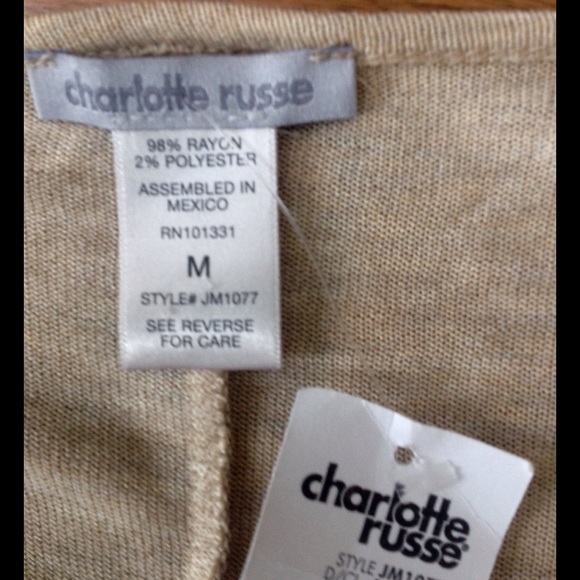 charlotte russe
98% RAYON
2% POLYESTER
ASSEMBLED IN
MEXICO
RN101331
M
STYLE# JM1077
SEE REVERSE
FOR CARE
charlotte
russe®
STYLE JM10